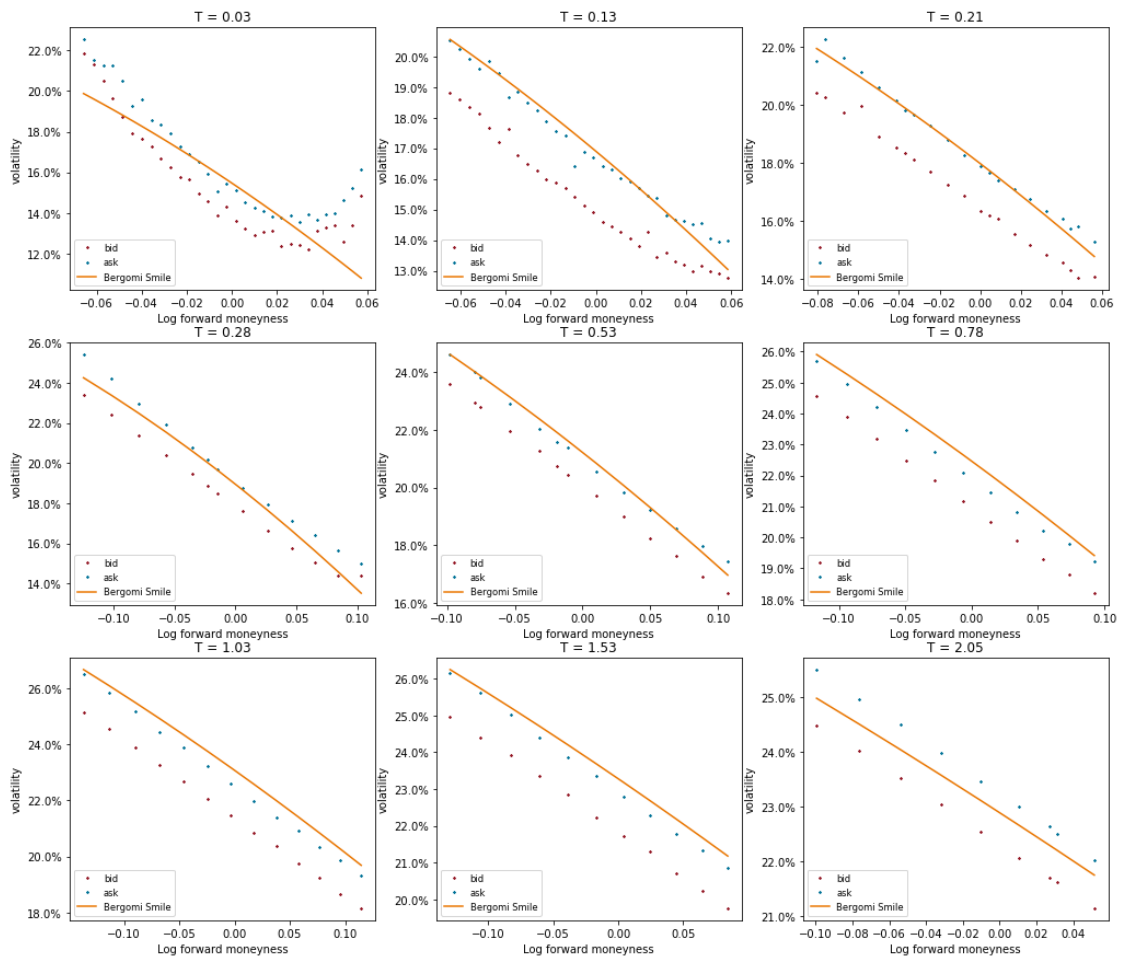 T = 0.03
22.0%
20.0%
18.0%
16.0%
14.0%
12.0%
volatility
bid
ask
Bergomi Smile
−0.06 −0.04 −0.02 0.00 0.02 0.04 0.06
Log forward moneyness
T = 0.13
20.0%
19.0%
18.0%
17.0%
16.0%
15.0%
14.0%
13.0%
volatility
bid
ask
Bergomi Smile
−0.06 −0.04 −0.02 0.00 0.02 0.04 0.06
Log forward moneyness
T = 0.21
22.0%
20.0%
18.0%
16.0%
14.0%
volatility
bid
ask
Bergomi Smile
−0.08 −0.06 −0.04 −0.02 0.00 0.02 0.04 0.06
Log forward moneyness
T = 0.28
26.0%
24.0%
22.0%
20.0%
18.0%
16.0%
14.0%
volatility
bid
ask
Bergomi Smile
−0.10 −0.05 0.00 0.05 0.10
Log forward moneyness
T = 0.53
24.0%
22.0%
20.0%
18.0%
16.0%
volatility
bid
ask
Bergomi Smile
−0.10 −0.05 0.00 0.05 0.10
Log forward moneyness
T = 0.78
26.0%
25.0%
24.0%
23.0%
22.0%
21.0%
20.0%
19.0%
18.0%
volatility
bid
ask
Bergomi Smile
−0.10 −0.05 0.00 0.05 0.10
Log forward moneyness
T = 1.03
26.0%
24.0%
22.0%
20.0%
18.0%
volatility
bid
ask
Bergomi Smile
−0.10 −0.05 0.00 0.05 0.10
Log forward moneyness
T = 1.53
26.0%
25.0%
24.0%
23.0%
22.0%
21.0%
20.0%
volatility
bid
ask
Bergomi Smile
−0.10 −0.05 0.00 0.05
Log forward moneyness
T = 2.05
25.0%
24.0%
23.0%
22.0%
21.0%
volatility
bid
ask
Bergomi Smile
−0.10 −0.08 −0.06 −0.04 −0.02 0.00 0.02 0.04
Log forward moneyness